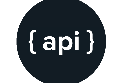 { api }